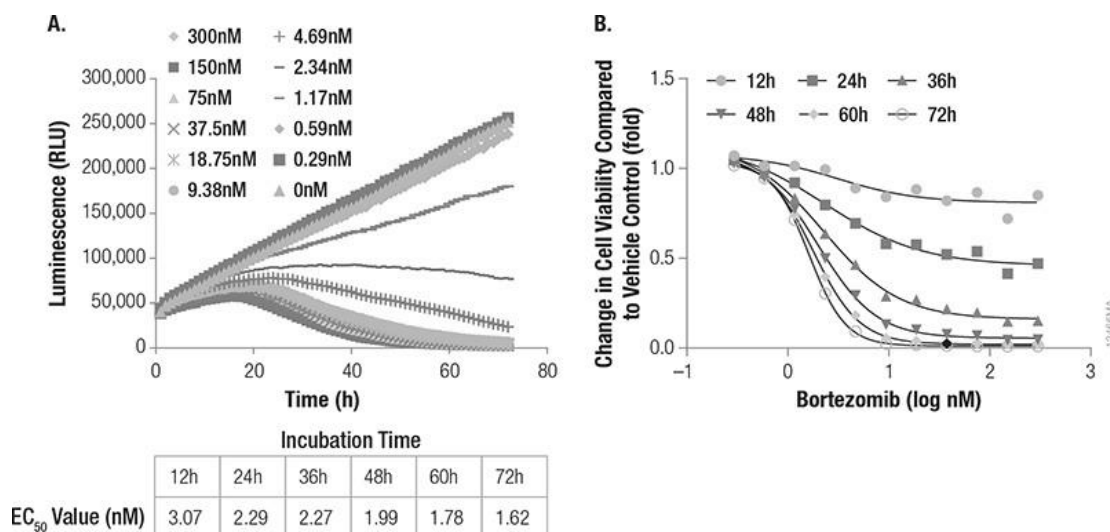 A.
300nM 4.69nM
150nM 2.34nM
75nM 1.17nM
37.5nM 0.59nM
18.75nM 0.29nM
9.38nM 0nM
Luminescence (RLU)
300,000
250,000
200,000
150,000
100,000
50,000
0
0 20 40 60 80
Time (h)
B.
12h 24h 36h
48h 60h 72h
Change in Cell Viability Compared
to Vehicle Control (fold)
1.5
1.0
0.5
0.0
−1 0 1 2 3
Bortezomib (log nM)
Incubation Time
12h 24h 36h 48h 60h 72h
EC50 Value (nM) 3.07 2.29 2.27 1.99 1.78 1.62